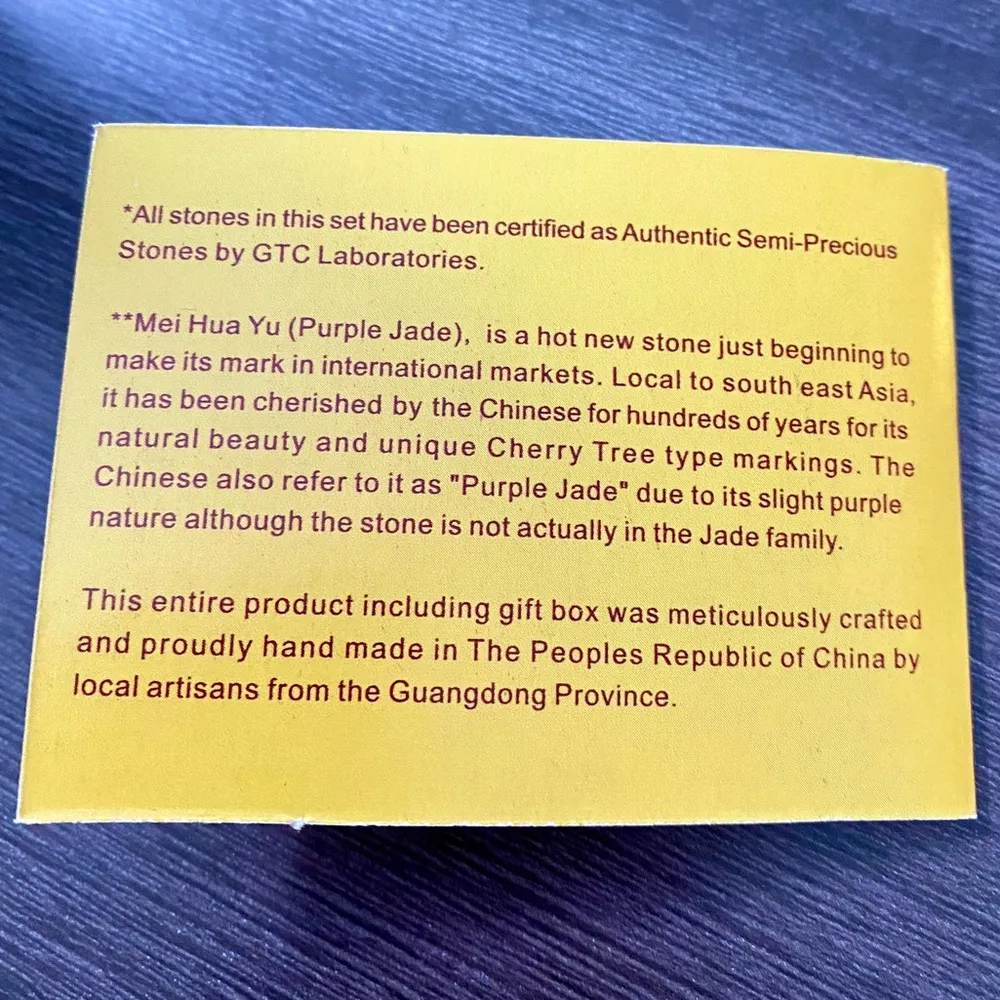 *All stones in this set have been certified as Authentic Semi-Precious
Stones by GTC Laboratories.
**Mei Hua Yu (Purple Jade), is a hot new stone just beginning to
make its mark in international markets. Local to south east Asia,
it has been cherished by the Chinese for hundreds of years for its
natural beauty and unique Cherry Tree type markings. The
Chinese also refer to it as "Purple Jade" due to its slight purple
nature although the stone is not actually in the Jade family.
This entire product including gift box was meticulously crafted
and proudly hand made in The Peoples Republic of China by
local artisans from the Guangdong Province.